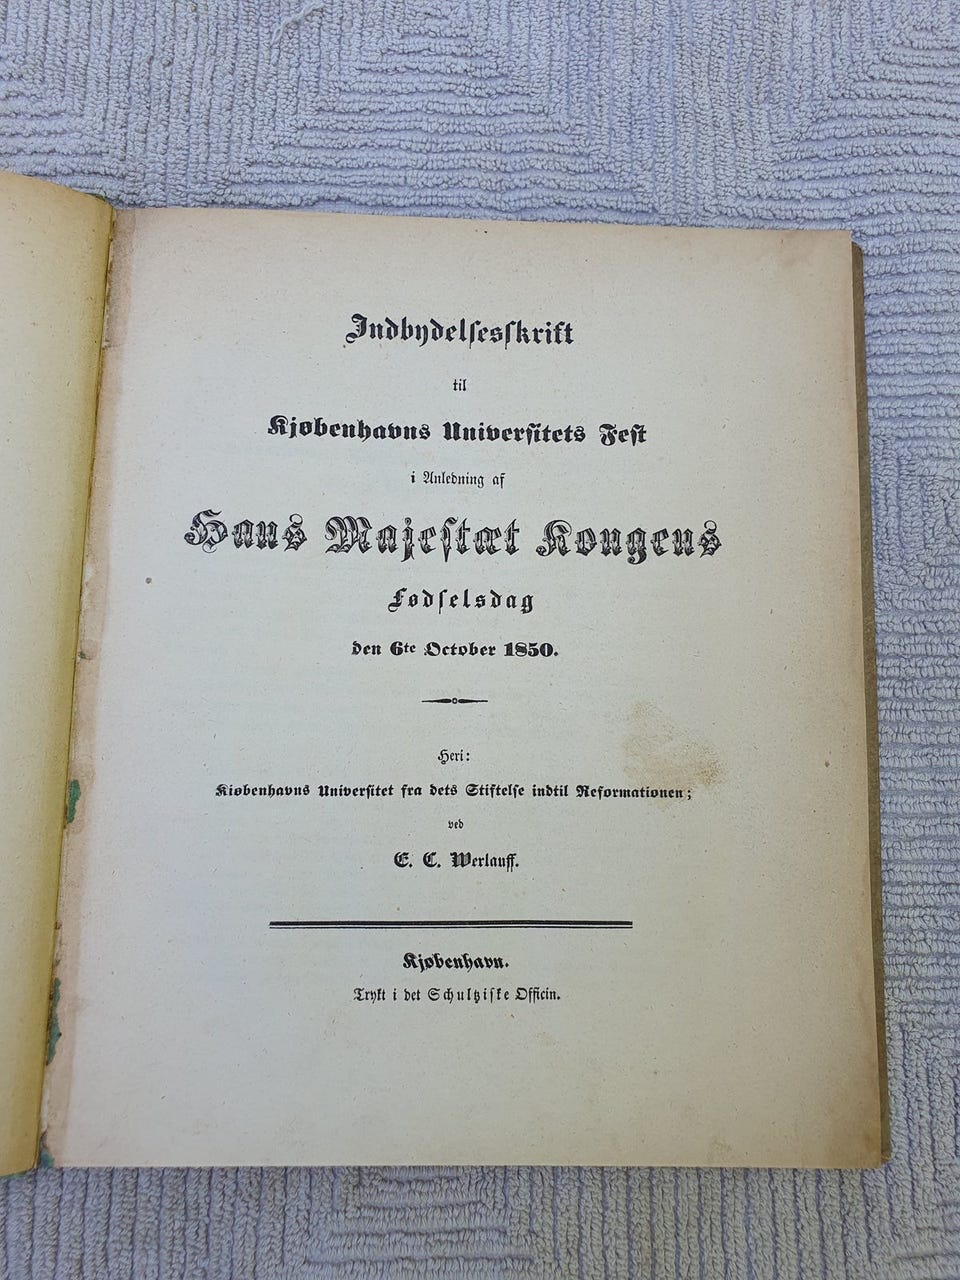 Indbydelsesskrift
til
Kjøbenhavns Universitets Fest
i Anledning af
Hans Majestæt Kongens
Fødselsdag
den 6te October 1850.
Heri:
Kiøbenhavns Universitet fra dets Stiftelse indtil Reformationen;
ved
E. C. Werlauff.
Kjøbenhavn.
Trykt i det Schultziske Officin.